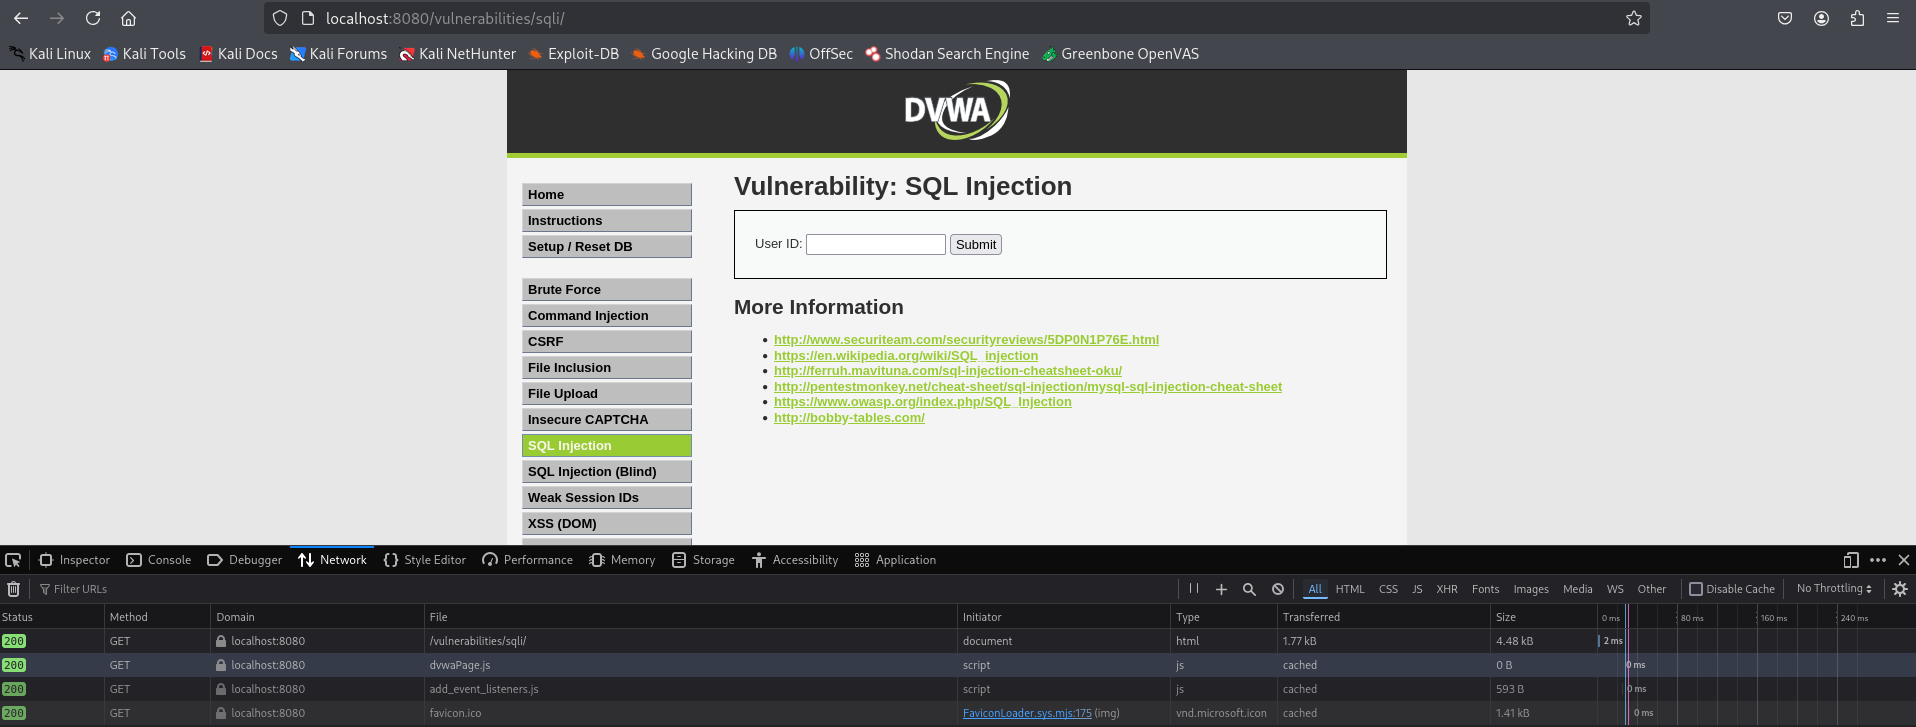 localhost:8080/vulnerabilities/sqli/
Kali Linux Kali Tools Kali Docs Kali Forums Kali NetHunter Exploit-DB Google Hacking DB OffSec Shodan Search Engine Greenbone OpenVAS
DVWA
Home
Instructions
Setup / Reset DB
Brute Force
Command Injection
CSRF
File Inclusion
File Upload
Insecure CAPTCHA
SQL Injection
SQL Injection (Blind)
Weak Session IDs
XSS (DOM)
Vulnerability: SQL Injection
User ID: Submit
More Information
http://www.securiteam.com/securityreviews/5DP0N1P76E.html
https://en.wikipedia.org/wiki/SQL_injection
http://ferruh.mavituna.com/sql-injection-cheatsheet-oku/
http://pentestmonkey.net/cheat-sheet/sql-injection/mysql-sql-injection-cheat-sheet
https://www.owasp.org/index.php/SQL_Injection
http://bobby-tables.com/
Inspector Console Debugger Network Style Editor Performance Memory Storage Accessibility Application
Filter URLs All HTML CSS JS XHR Fonts Images Media WS Other Disable Cache No Throttling
Status Method Domain File Initiator Type Transferred Size 0 ms 80 ms 160 ms 240 ms
200 GET localhost:8080 /vulnerabilities/sqli/ document html 1.77 kB 4.48 kB 2 ms
200 GET localhost:8080 dvwaPage.js script js cached 0 B 0 ms
200 GET localhost:8080 add_event_listeners.js script js cached 593 B 0 ms
200 GET localhost:8080 favicon.ico FaviconLoader.sys.mjs:175 (img) vnd.microsoft.icon cached 1.41 kB 0 ms